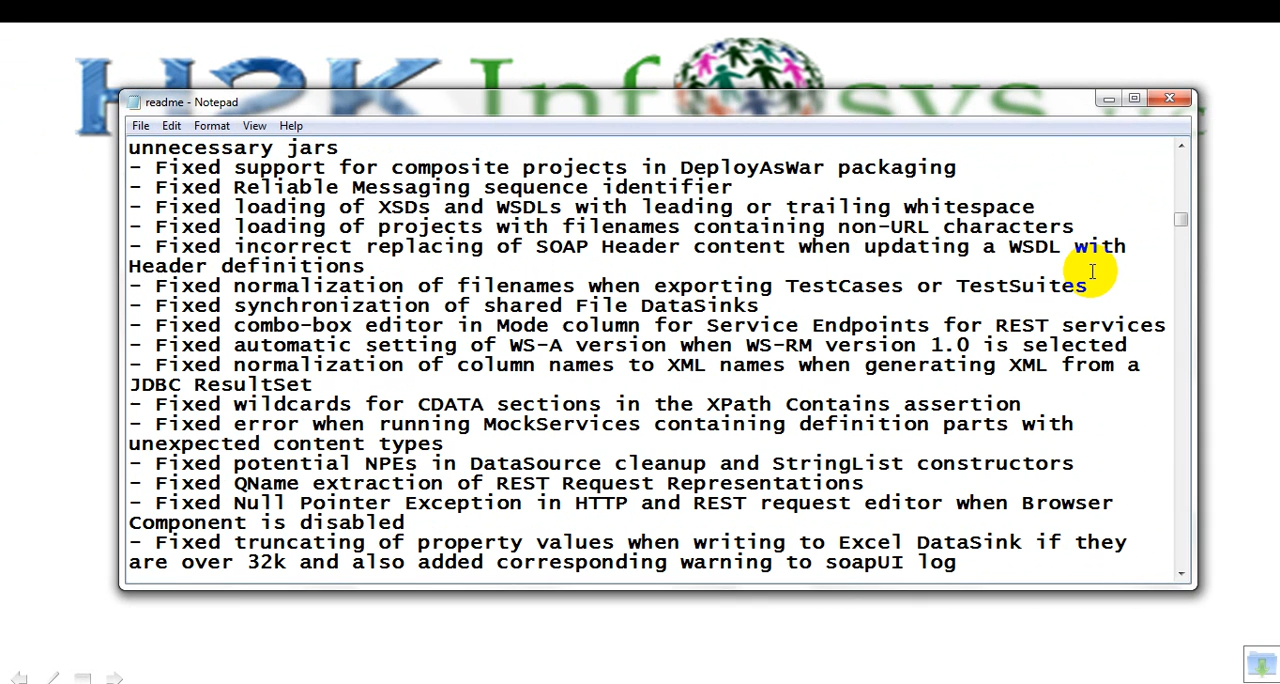 H2K Infosys
readme - Notepad
File Edit Format View Help
unnecessary jars
- Fixed support for composite projects in DeployAsWar packaging
- Fixed Reliable Messaging sequence identifier
- Fixed loading of XSDs and WSDLs with leading or trailing whitespace
- Fixed loading of projects with filenames containing non-URL characters
- Fixed incorrect replacing of SOAP Header content when updating a WSDL with
Header definitions
- Fixed normalization of filenames when exporting TestCases or TestSuites
- Fixed synchronization of shared File DataSinks
- Fixed combo-box editor in Mode column for Service Endpoints for REST services
- Fixed automatic setting of WS-A version when WS-RM version 1.0 is selected
- Fixed normalization of column names to XML names when generating XML from a
JDBC ResultSet
- Fixed wildcards for CDATA sections in the XPath Contains assertion
- Fixed error when running MockServices containing definition parts with
unexpected content types
- Fixed potential NPEs in DataSource cleanup and StringList constructors
- Fixed QName extraction of REST Request Representations
- Fixed Null Pointer Exception in HTTP and REST request editor when Browser
Component is disabled
- Fixed truncating of property values when writing to Excel DataSink if they
are over 32k and also added corresponding warning to soapUI log